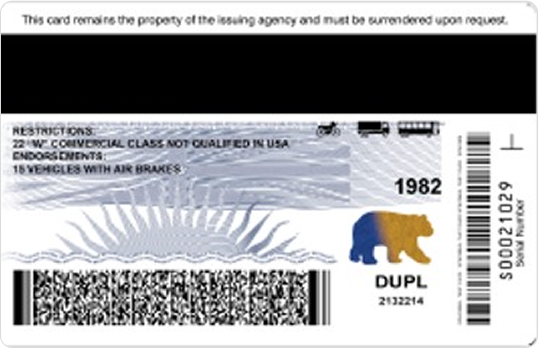 This card remains the property of the issuing agency and must be surrendered upon request.
RESTRICTIONS:
22 "W" COMMERCIAL CLASS NOT QUALIFIED IN USA
ENDORSEMENTS:
15 VEHICLES WITH AIR BRAKES
1982
DUPL
2132214
S00021029
Serial Number